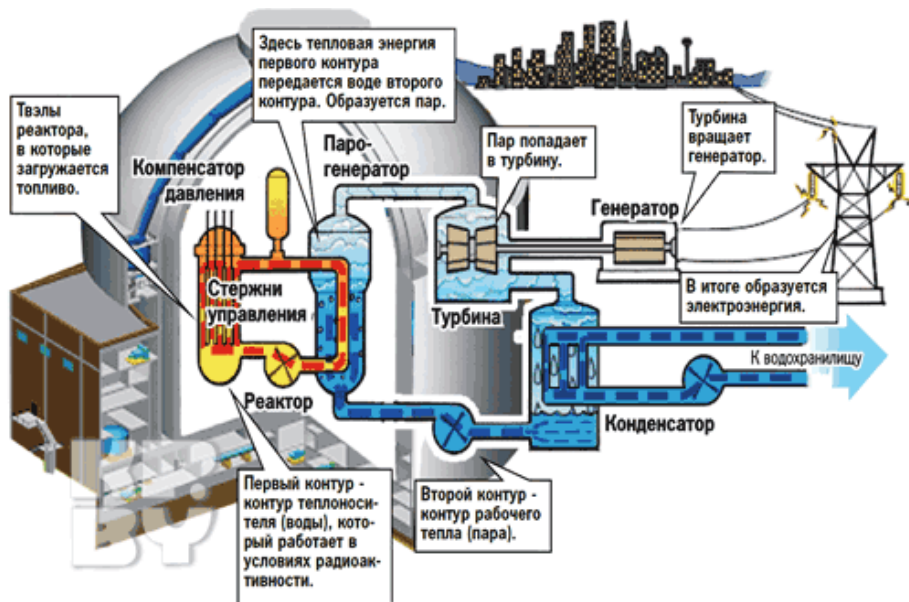 Здесь тепловая энергия
первого контура
передается воде второго
контура. Образуется пар.
Твэлы
реактора,
в которые
загружается
топливо.
Компенсатор
давления
Паро-
генератор
Пар попадает
в турбину.
Турбина
вращает
генератор.
Генератор
Стержни
управления
Турбина
В итоге образуется
электроэнергия.
К водохранилищу
Реактор
Конденсатор
Первый контур -
контур теплоноси-
теля (воды), кото-
рый работает в
условиях радиоак-
тивности.
Второй контур -
контур рабочего
тепла (пара).